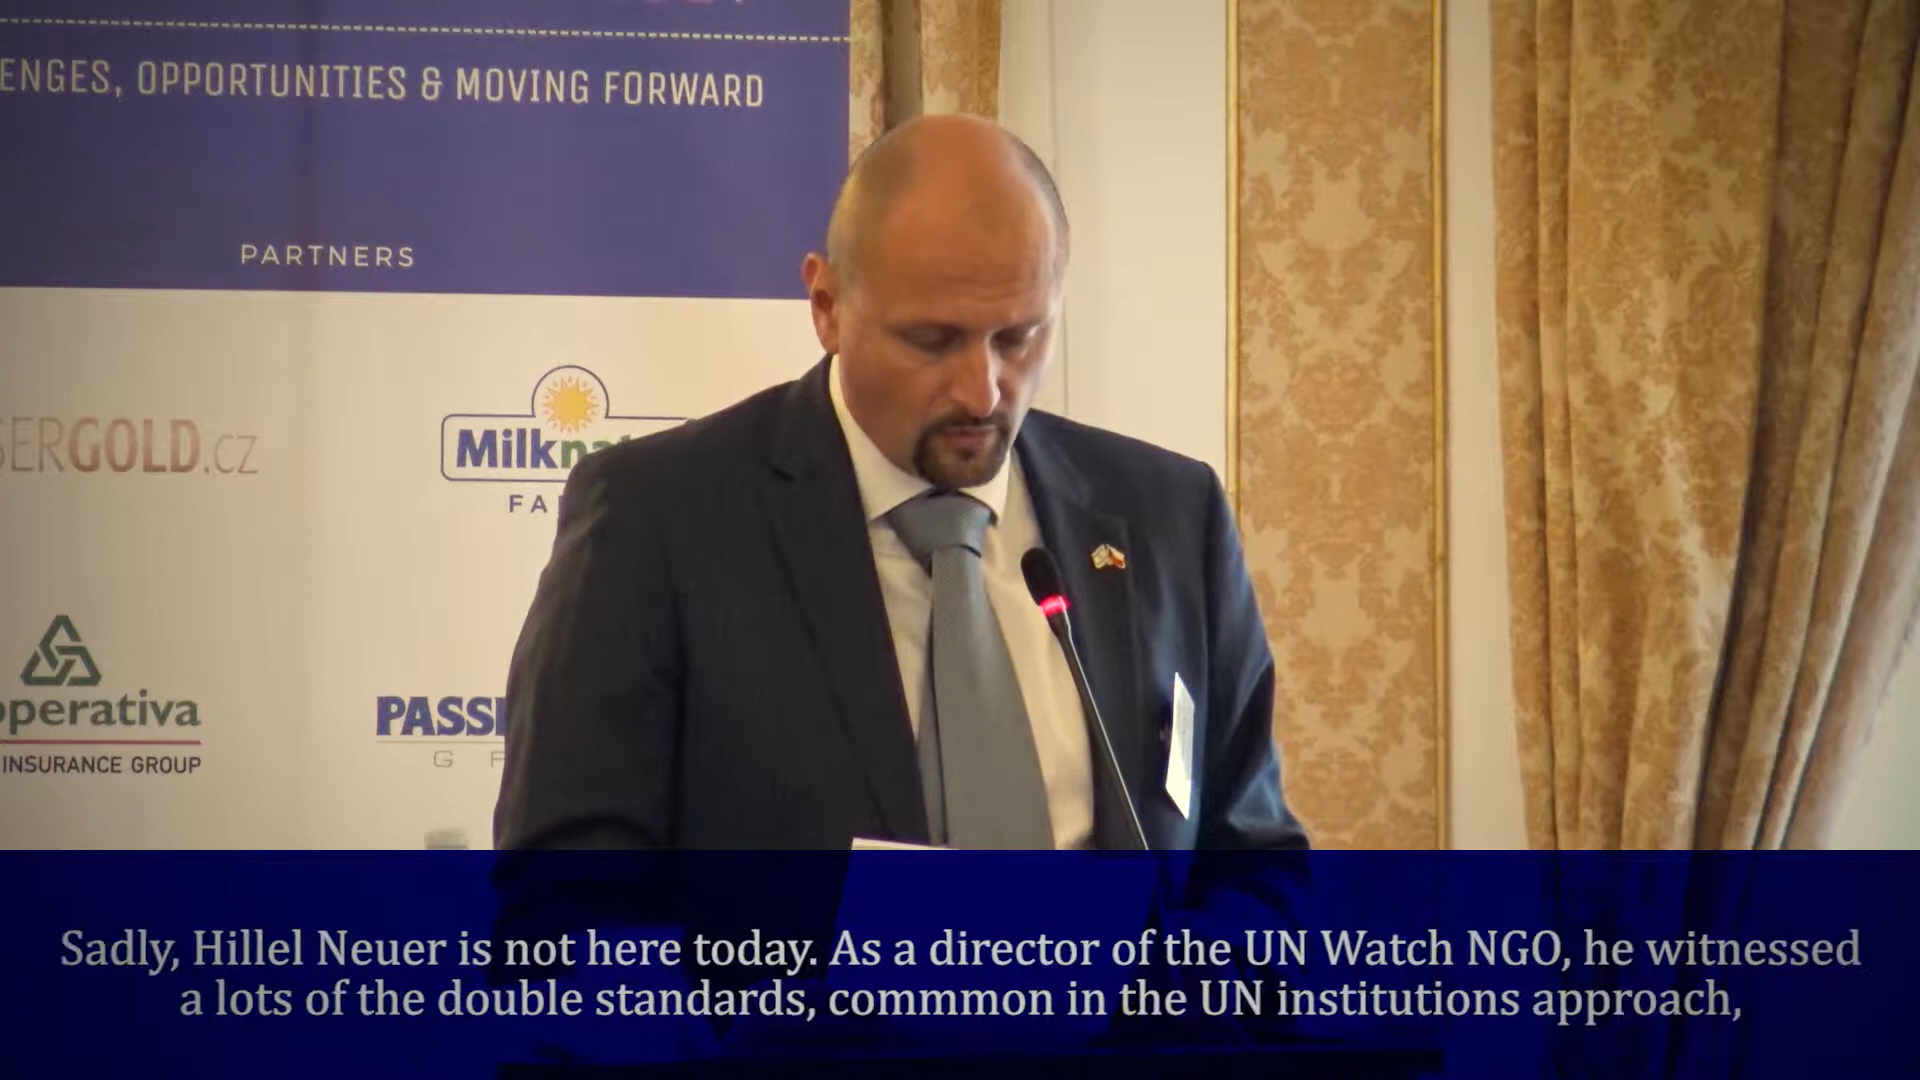 ENGES, OPPORTUNITIES & MOVING FORWARD
PARTNERS
SERGOLD.CZ
Milkna
FA
operativa
INSURANCE GROUP
PASS
G
Sadly, Hillel Neuer is not here today. As a director of the UN Watch NGO, he witnessed
a lots of the double standards, commmon in the UN institutions approach,